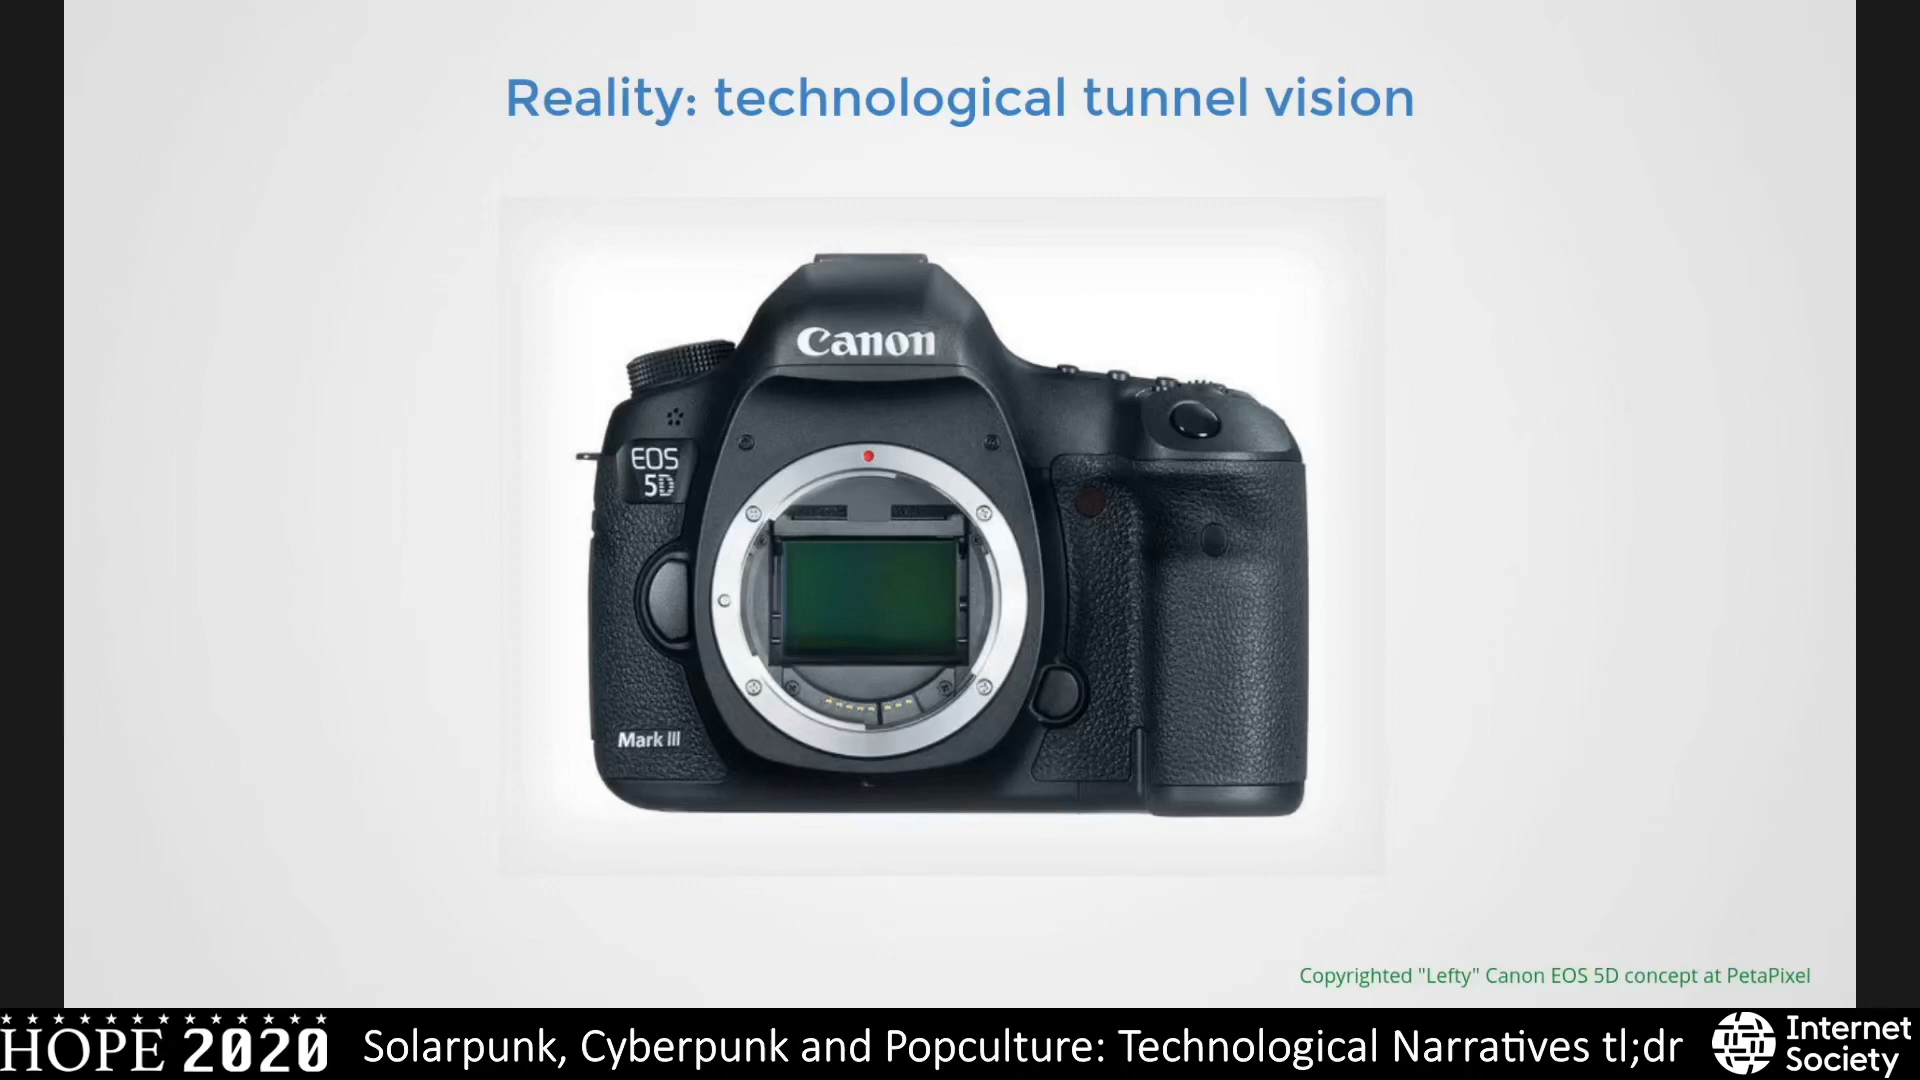 Reality: technological tunnel vision
Canon
EOS
5D
Mark III
Copyrighted "Lefty" Canon EOS 5D concept at PetaPixel
HOPE 2020
Solarpunk, Cyberpunk and Popculture: Technological Narratives tl;dr
Internet
Society